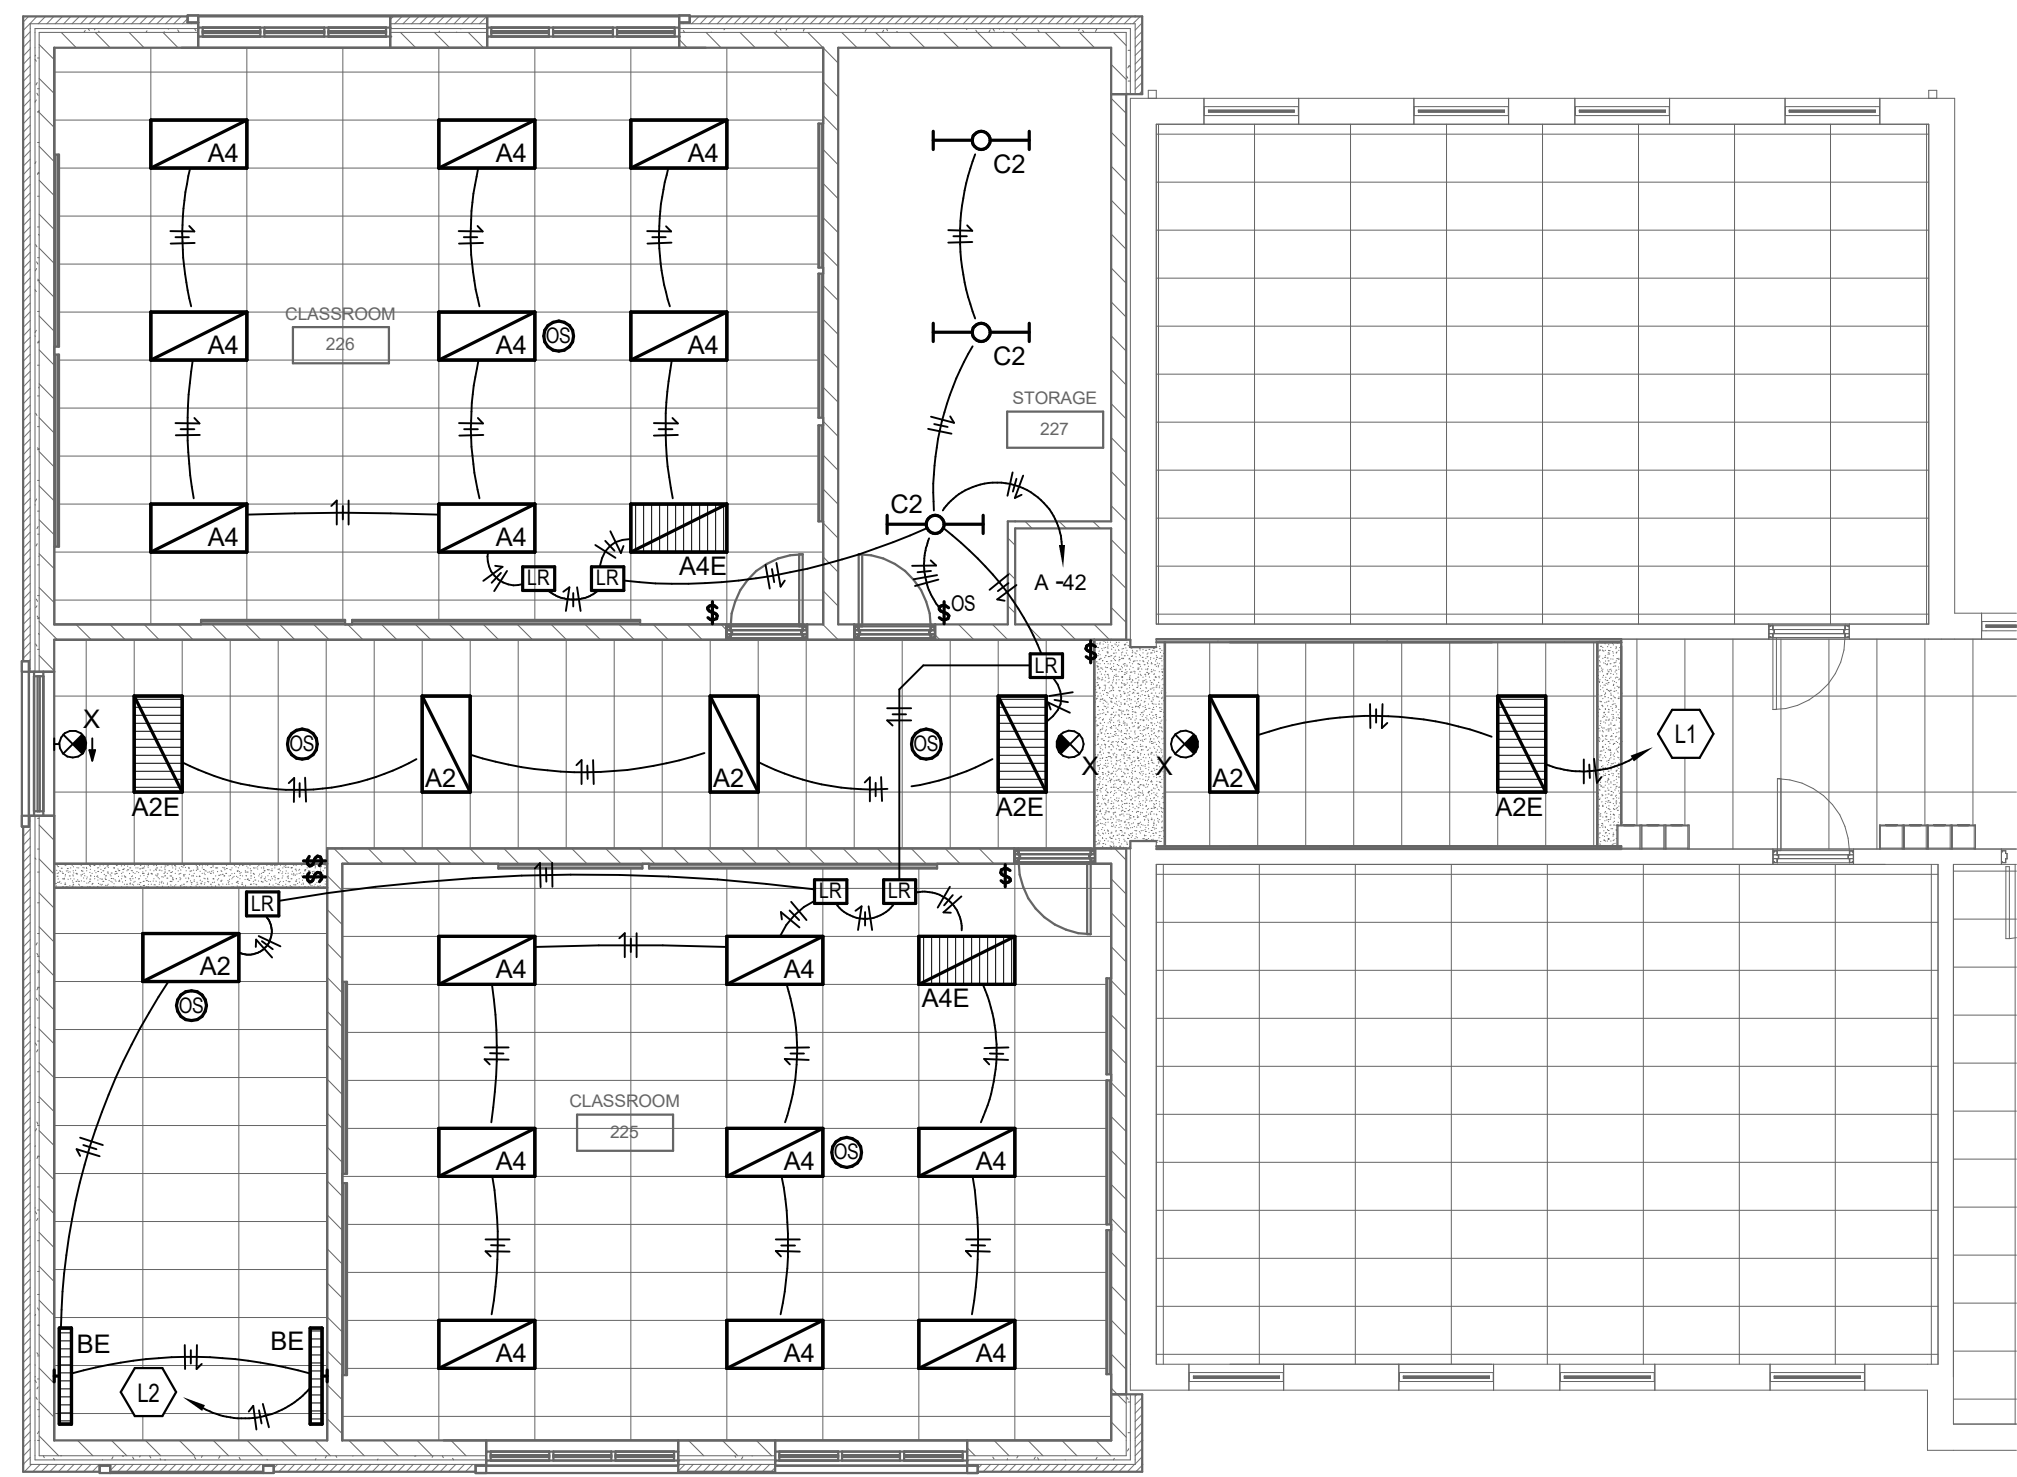 A4 A4 A4
C2
CLASSROOM
226
A4 A4 OS A4
C2
STORAGE
227
C2
A4 A4 A4E
LR LR
A -42
$ $ OS
LR $
X
OS OS L1
A2E A2 A2 A2E X X A2 A2E
$
$
LR LR LR $
A2 A4 A4 A4E
OS
CLASSROOM
225
A4 A4 OS A4
BE BE
A4 A4 A4
L2